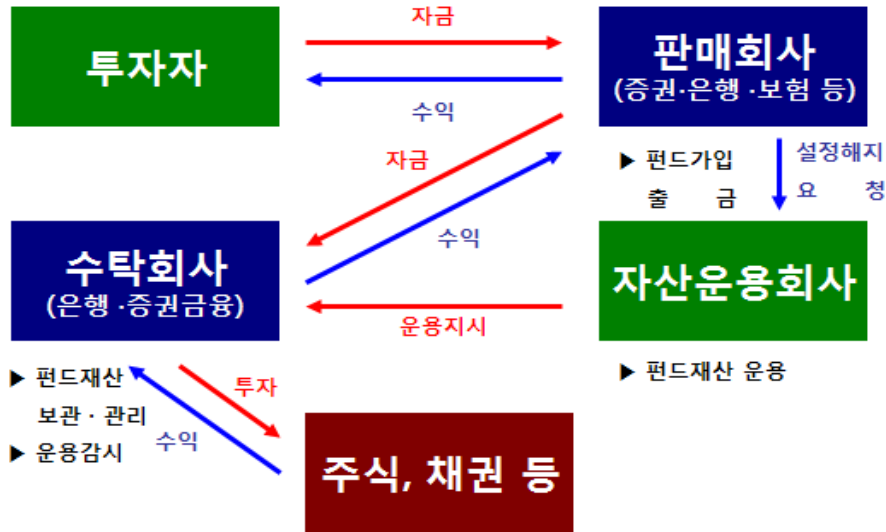 자금
투자자
판매회사
(증권·은행 ·보험 등)
수익
자금
▶ 펀드가입
출 금
설정해지
요 청
수익
수탁회사
(은행 ·증권금융)
자산운용회사
운용지시
▶ 펀드재산
보관 · 관리
▶ 운용감시
투자
수익
▶ 펀드재산 운용
주식, 채권 등